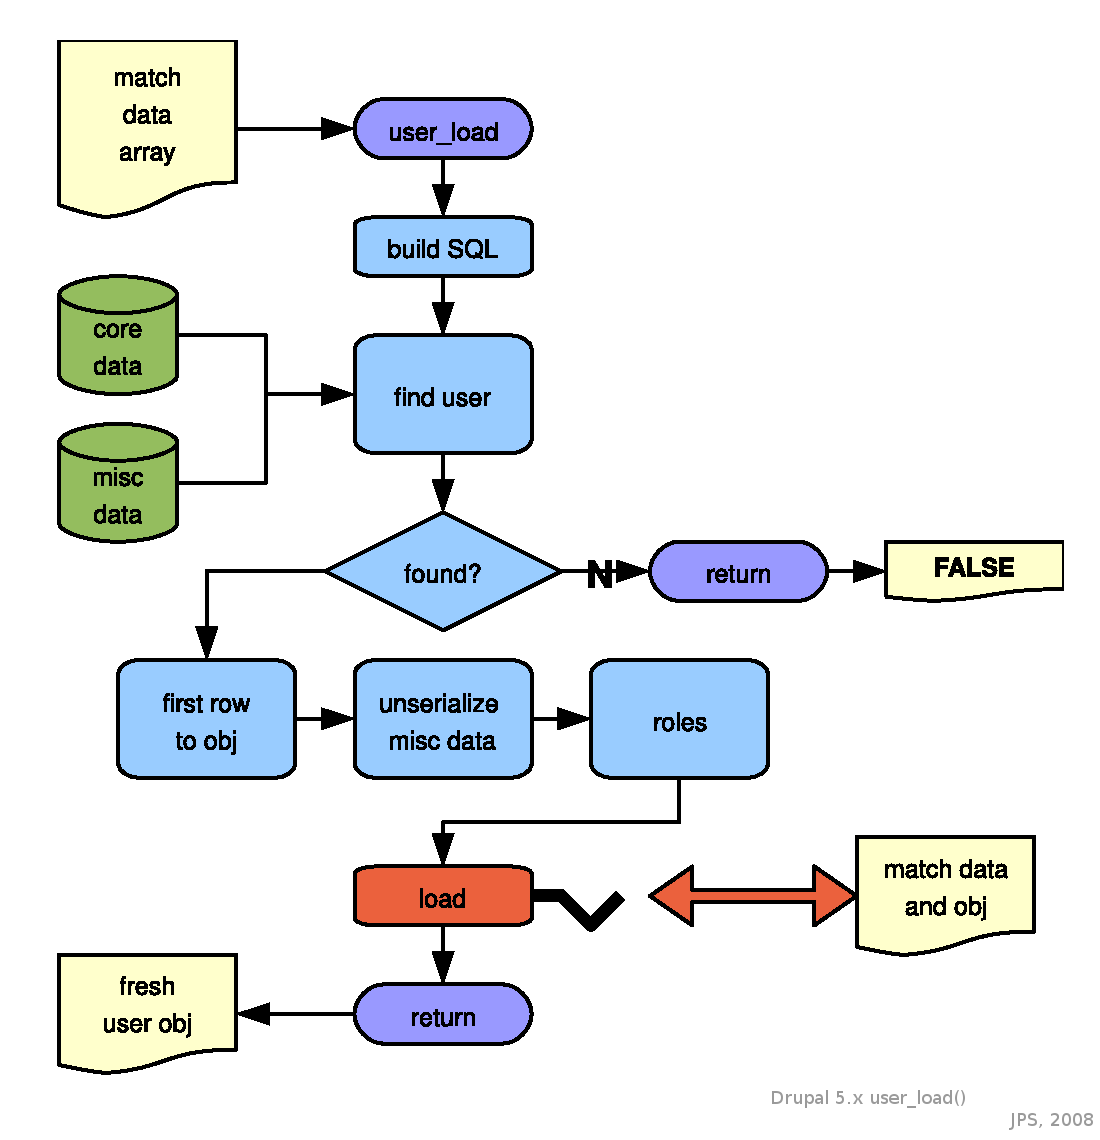 match
data
array
user_load
build SQL
core
data
find user
misc
data
found?
N
return
FALSE
first row
to obj
unserialize
misc data
roles
load
match data
and obj
fresh
user obj
return
Drupal 5.x user_load()
JPS, 2008